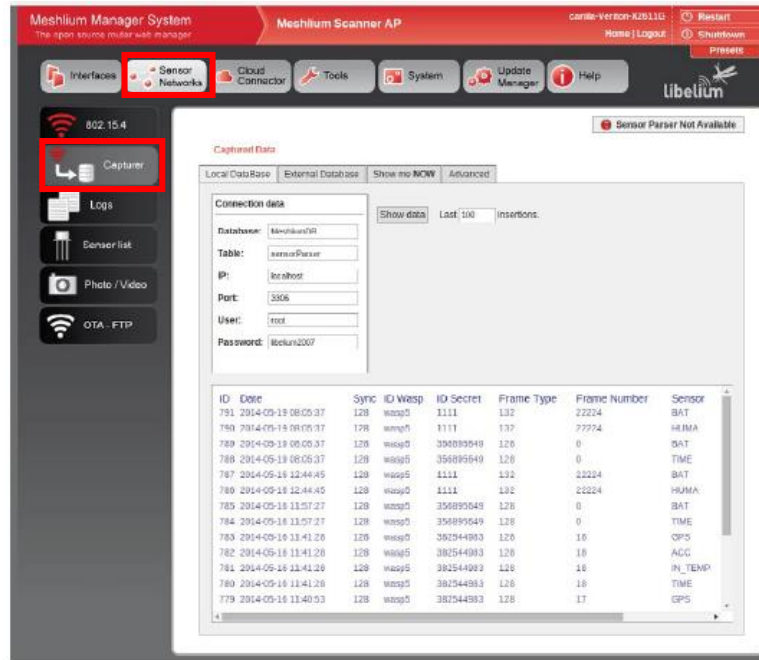 Meshlium Manager System
The open source router web manager
Meshlium Scanner AP
Home | Logout
Restart
Shutdown
Presets
Interfaces
Sensor Networks
Cloud Connector
Tools
System
Update Manager
Help
libelium
802.15.4
Capturer
Logs
Sensor list
Photo / Video
OTA - FTP
Sensor Parser Not Available
Captured Data
Local DataBase External Database Show me NOW Advanced
Connection data
Show data Last 100 insertions.
Database: MeshliumDB
Table: sensorParser
IP: localhost
Port: 3306
User: root
Password: libelium2007
ID Date Sync ID Wasp ID Secret Frame Type Frame Number Sensor
791 2014-05-19 08:05:37 128 wasp5 1111 132 22224 BAT
790 2014-05-19 08:05:37 128 wasp5 1111 132 22224 HUMA
789 2014-05-19 08:05:37 128 wasp5 356895649 128 0 BAT
788 2014-05-19 08:05:37 128 wasp5 356895649 128 0 TIME
787 2014-05-16 12:44:45 128 wasp5 1111 132 22224 BAT
786 2014-05-16 12:44:45 128 wasp5 1111 132 22224 HUMA
785 2014-05-16 11:57:27 128 wasp5 356895649 128 0 BAT
784 2014-05-16 11:57:27 128 wasp5 356895649 128 0 TIME
783 2014-05-16 11:41:28 128 wasp5 382544983 128 18 GPS
782 2014-05-16 11:41:28 128 wasp5 382544983 128 18 ACC
781 2014-05-16 11:41:28 128 wasp5 382544983 128 18 IN_TEMP
780 2014-05-16 11:41:28 128 wasp5 382544983 128 18 TIME
779 2014-05-16 11:40:53 128 wasp5 382544983 128 17 GPS